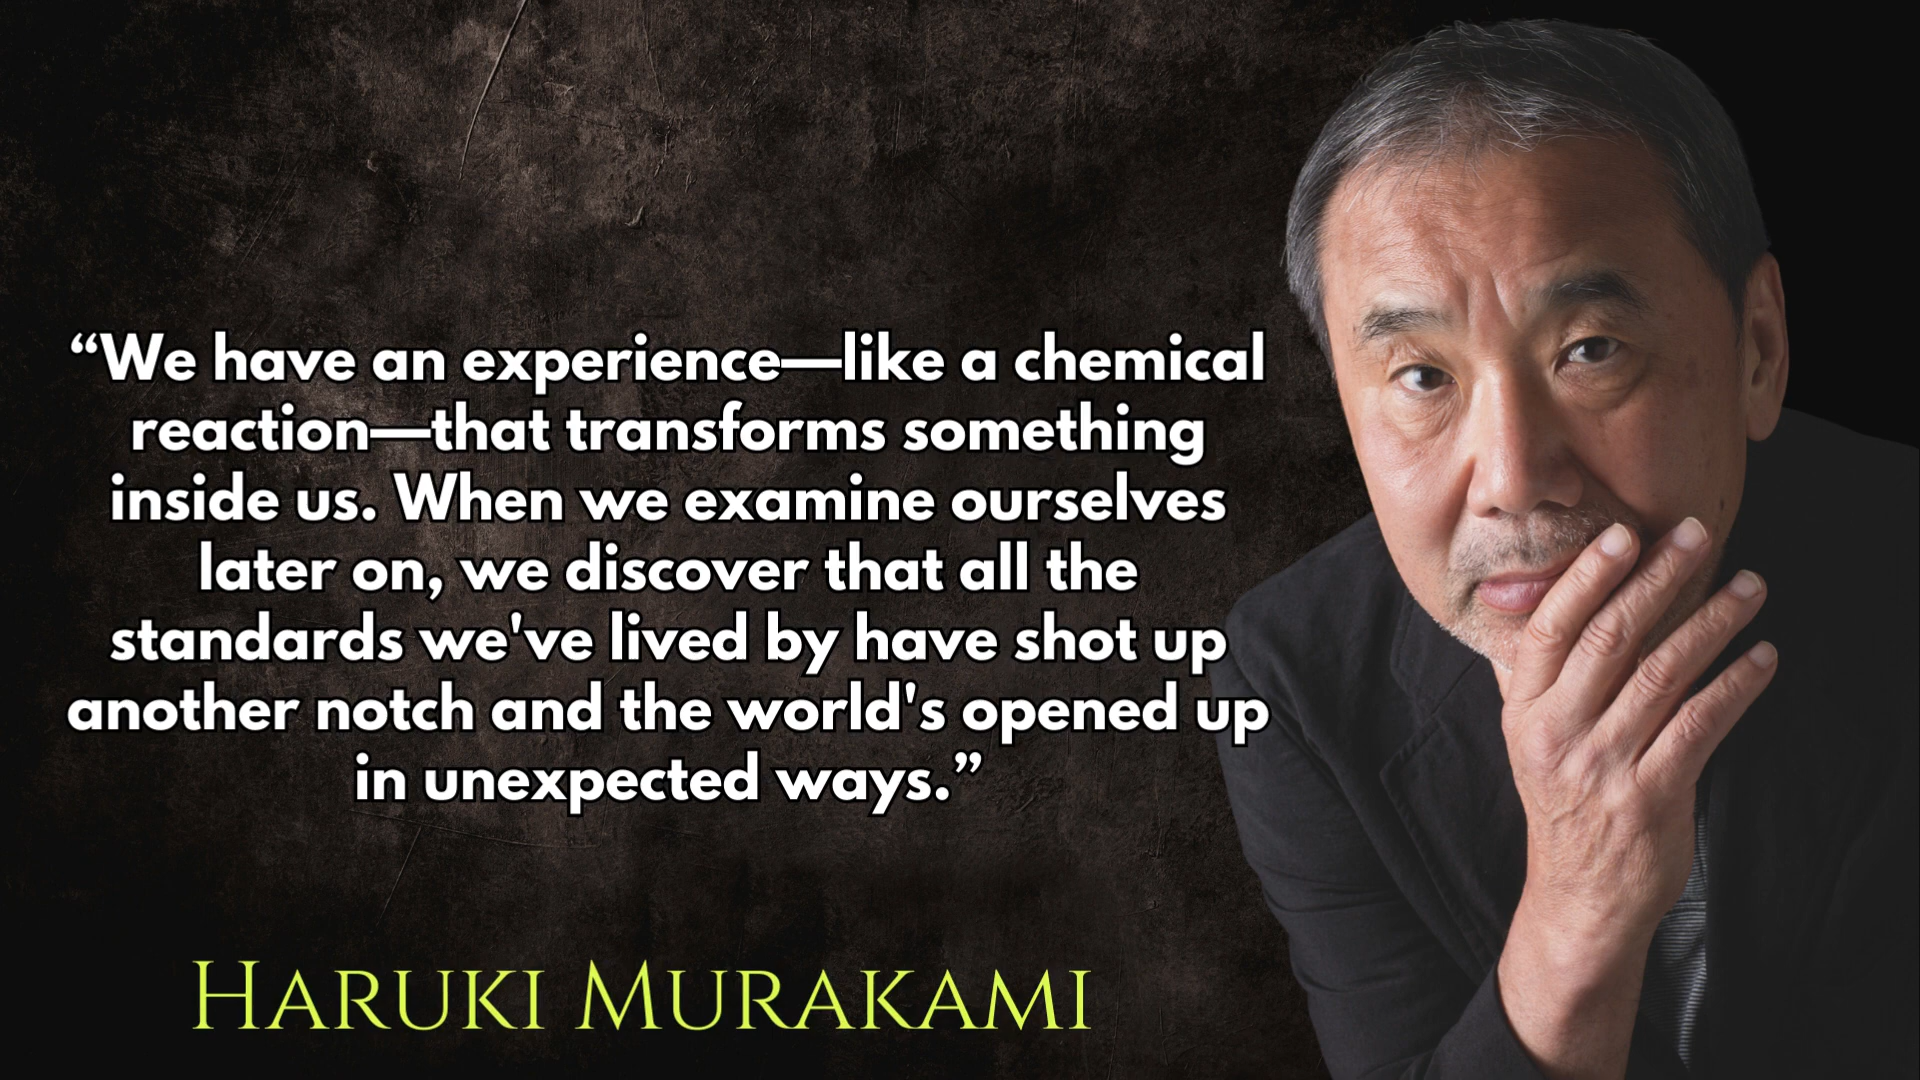 “We have an experience—like a chemical
reaction—that transforms something
inside us. When we examine ourselves
later on, we discover that all the
standards we've lived by have shot up
another notch and the world's opened up
in unexpected ways.”
HARUKI MURAKAMI